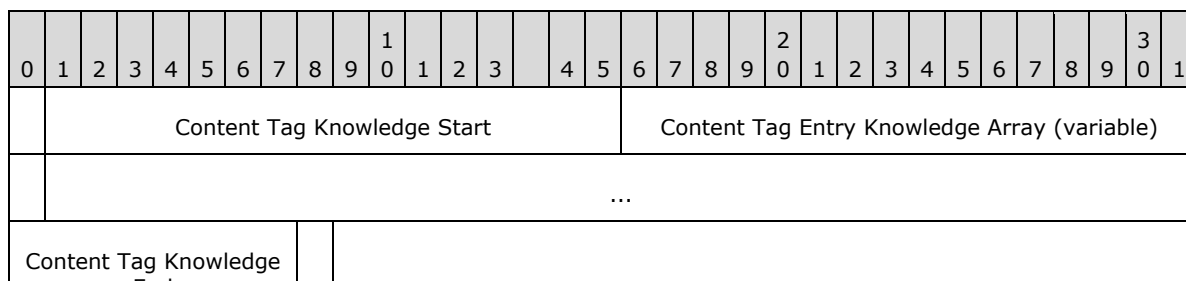 1 2 3
0 1 2 3 4 5 6 7 8 9 0 1 2 3 4 5 6 7 8 9 0 1 2 3 4 5 6 7 8 9 0 1
Content Tag Knowledge Start Content Tag Entry Knowledge Array (variable)
...
Content Tag Knowledge